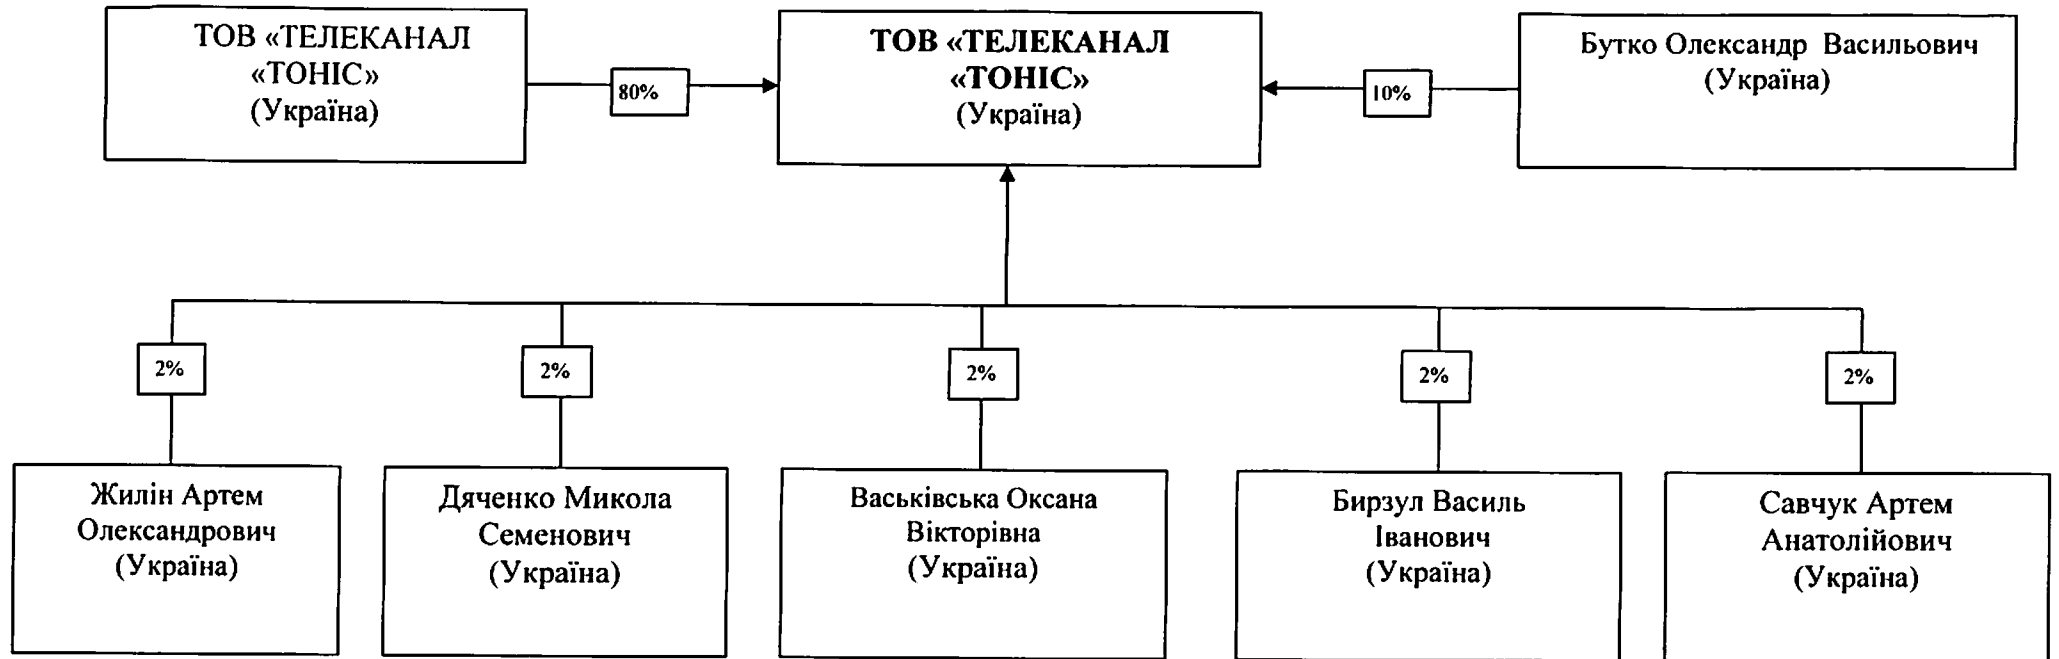 ТОВ «ТЕЛЕКАНАЛ
«ТОНІС»
(Україна)
80%
ТОВ «ТЕЛЕКАНАЛ
«ТОНІС»
(Україна)
10%
Бутко Олександр Васильович
(Україна)
2%
2%
2%
2%
2%
Жилін Артем
Олександрович
(Україна)
Дяченко Микола
Семенович
(Україна)
Васьківська Оксана
Вікторівна
(Україна)
Бирзул Василь
Іванович
(Україна)
Савчук Артем
Анатолійович
(Україна)